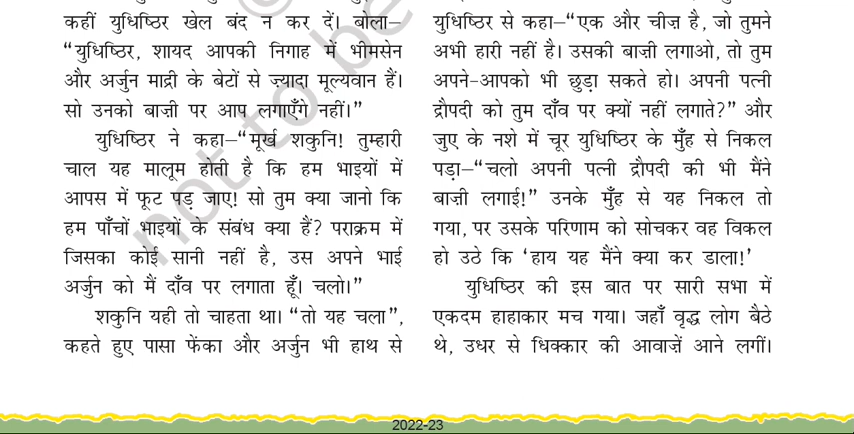 कहीं युधिष्ठिर खेल बंद न कर दें। बोला–
“युधिष्ठिर, शायद आपकी निगाह में भीमसेन
और अर्जुन माद्री के बेटों से ज़्यादा मूल्यवान हैं।
सो उनको बाज़ी पर आप लगाएँगे नहीं।”
युधिष्ठिर ने कहा–“मूर्ख शकुनि! तुम्हारी
चाल यह मालूम होती है कि हम भाइयों में
आपस में फूट पड़ जाए! सो तुम क्या जानो कि
हम पाँचों भाइयों के संबंध क्या हैं? पराक्रम में
जिसका कोई सानी नहीं है, उस अपने भाई
अर्जुन को मैं दाँव पर लगाता हूँ। चलो।”
शकुनि यही तो चाहता था। “तो यह चला”,
कहते हुए पासा फेंका और अर्जुन भी हाथ से
युधिष्ठिर से कहा–“एक और चीज़ है, जो तुमने
अभी हारी नहीं है। उसकी बाज़ी लगाओ, तो तुम
अपने-आपको भी छुड़ा सकते हो। अपनी पत्नी
द्रौपदी को तुम दाँव पर क्यों नहीं लगाते?” और
जुए के नशे में चूर युधिष्ठिर के मुँह से निकल
पड़ा–“चलो अपनी पत्नी द्रौपदी की भी मैंने
बाज़ी लगाई!” उनके मुँह से यह निकल तो
गया, पर उसके परिणाम को सोचकर वह विकल
हो उठे कि ‘हाय यह मैंने क्या कर डाला!’
युधिष्ठिर की इस बात पर सारी सभा में
एकदम हाहाकार मच गया। जहाँ वृद्ध लोग बैठे
थे, उधर से धिक्कार की आवाज़ें आने लगीं।
not to be
2022-23